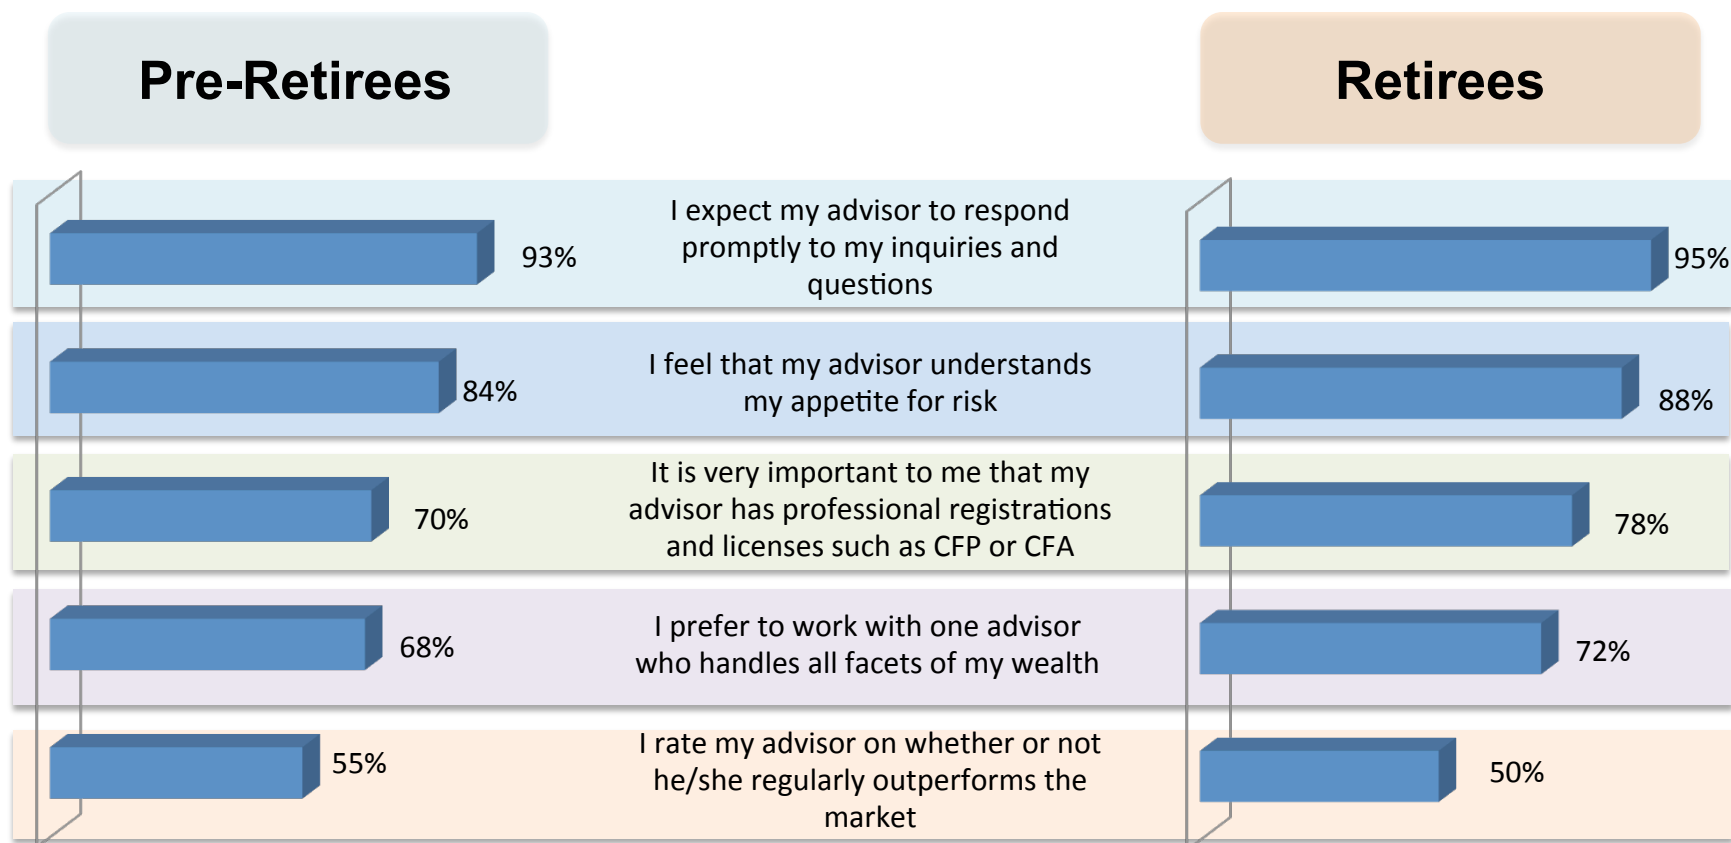 Pre-Retirees
Retirees
93%
I expect my advisor to respond
promptly to my inquiries and
questions
95%
84%
I feel that my advisor understands
my appetite for risk
88%
70%
It is very important to me that my
advisor has professional registrations
and licenses such as CFP or CFA
78%
68%
I prefer to work with one advisor
who handles all facets of my wealth
72%
55%
I rate my advisor on whether or not
he/she regularly outperforms the
market
50%